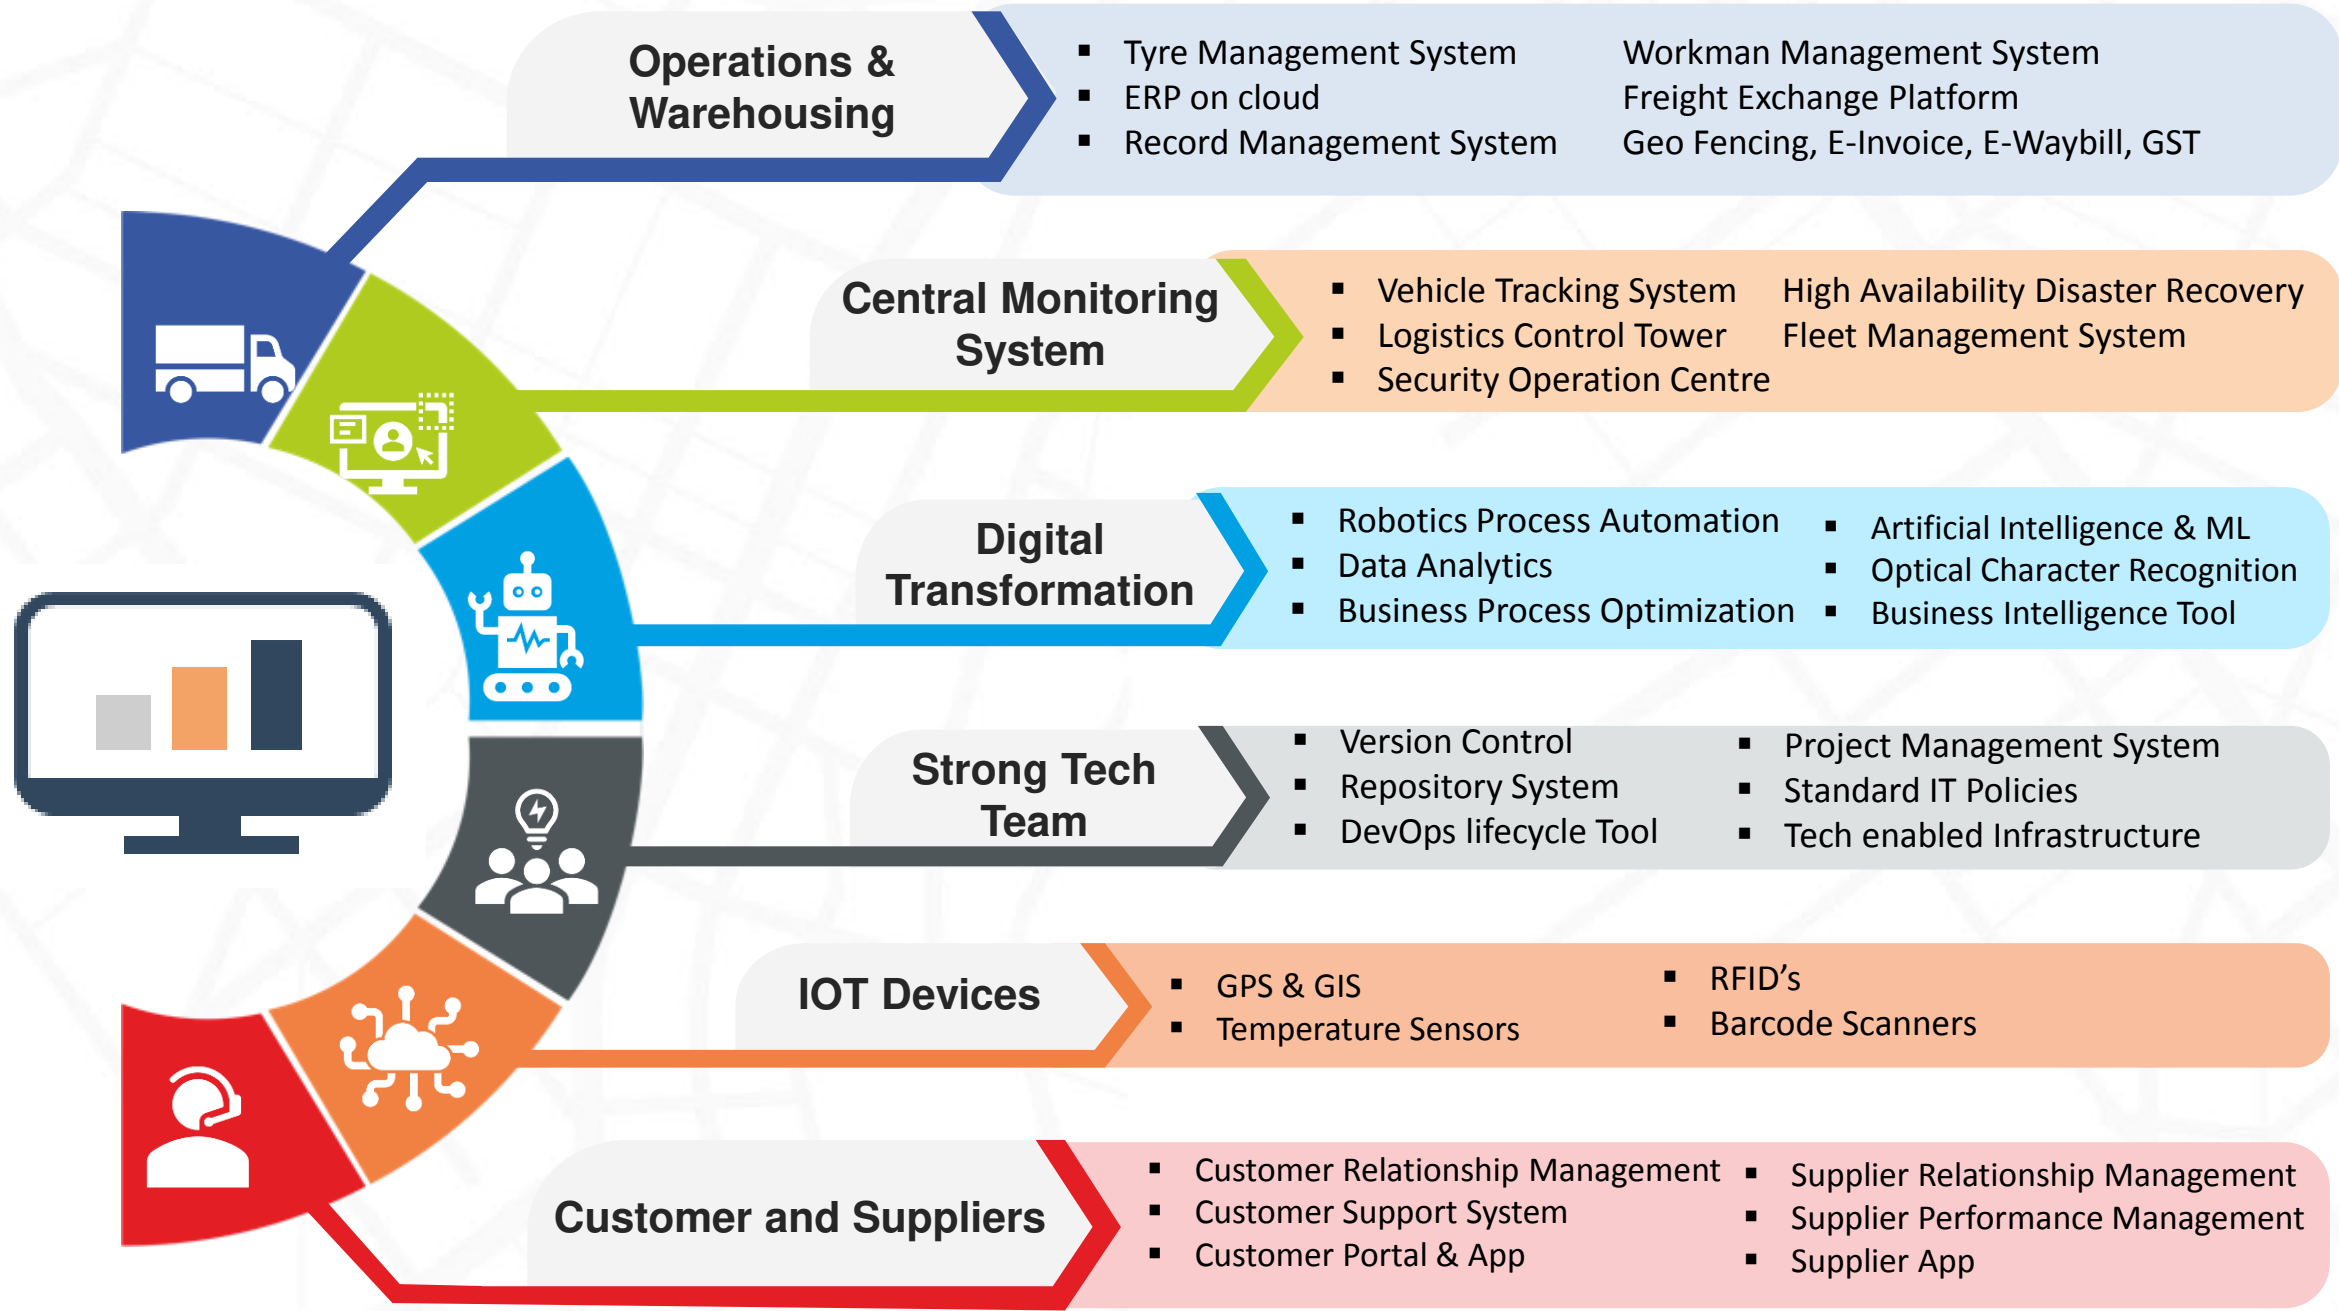 Operations &
Warehousing
▪ Tyre Management System
▪ ERP on cloud
▪ Record Management System
Workman Management System
Freight Exchange Platform
Geo Fencing, E-Invoice, E-Waybill, GST
Central Monitoring
System
▪ Vehicle Tracking System
▪ Logistics Control Tower
▪ Security Operation Centre
High Availability Disaster Recovery
Fleet Management System
Digital
Transformation
▪ Robotics Process Automation
▪ Data Analytics
▪ Business Process Optimization
▪ Artificial Intelligence & ML
▪ Optical Character Recognition
▪ Business Intelligence Tool
Strong Tech
Team
▪ Version Control
▪ Repository System
▪ DevOps lifecycle Tool
▪ Project Management System
▪ Standard IT Policies
▪ Tech enabled Infrastructure
IOT Devices
▪ GPS & GIS
▪ Temperature Sensors
▪ RFID’s
▪ Barcode Scanners
Customer and Suppliers
▪ Customer Relationship Management
▪ Customer Support System
▪ Customer Portal & App
▪ Supplier Relationship Management
▪ Supplier Performance Management
▪ Supplier App